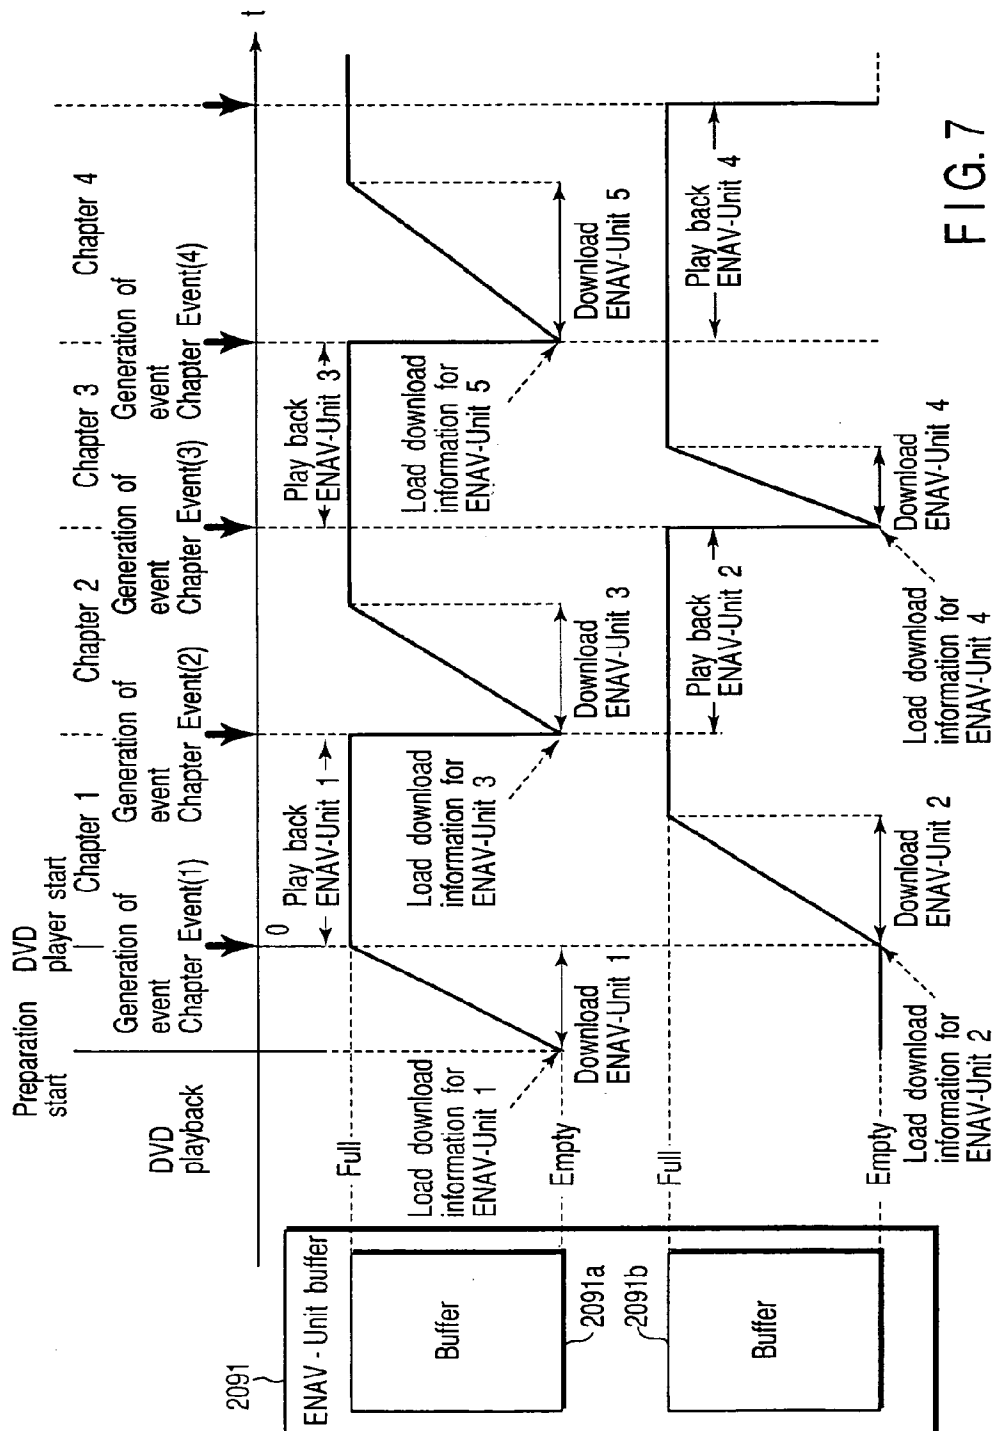 Preparation
start
DVD
player start
Chapter 1
Chapter 2
Chapter 3
Chapter 4
DVD
playback
Generation of
event
Chapter Event(1)
Generation of
event
Chapter Event(2)
Generation of
event
Chapter Event(3)
Generation of
event
Chapter Event(4)
0
t
2091
ENAV - Unit buffer
Buffer
2091a
Full
Empty
Play back
ENAV-Unit 1
Play back
ENAV-Unit 3
Load download
information for
ENAV-Unit 1
Load download
information for
ENAV-Unit 3
Load download
information for
ENAV-Unit 5
Download
ENAV-Unit 1
Download
ENAV-Unit 3
Download
ENAV-Unit 5
2091b
Buffer
Full
Empty
Play back
ENAV-Unit 2
Play back
ENAV-Unit 4
Download
ENAV-Unit 2
Download
ENAV-Unit 4
Load download
information for
ENAV-Unit 2
Load download
information for
ENAV-Unit 4
FIG. 7